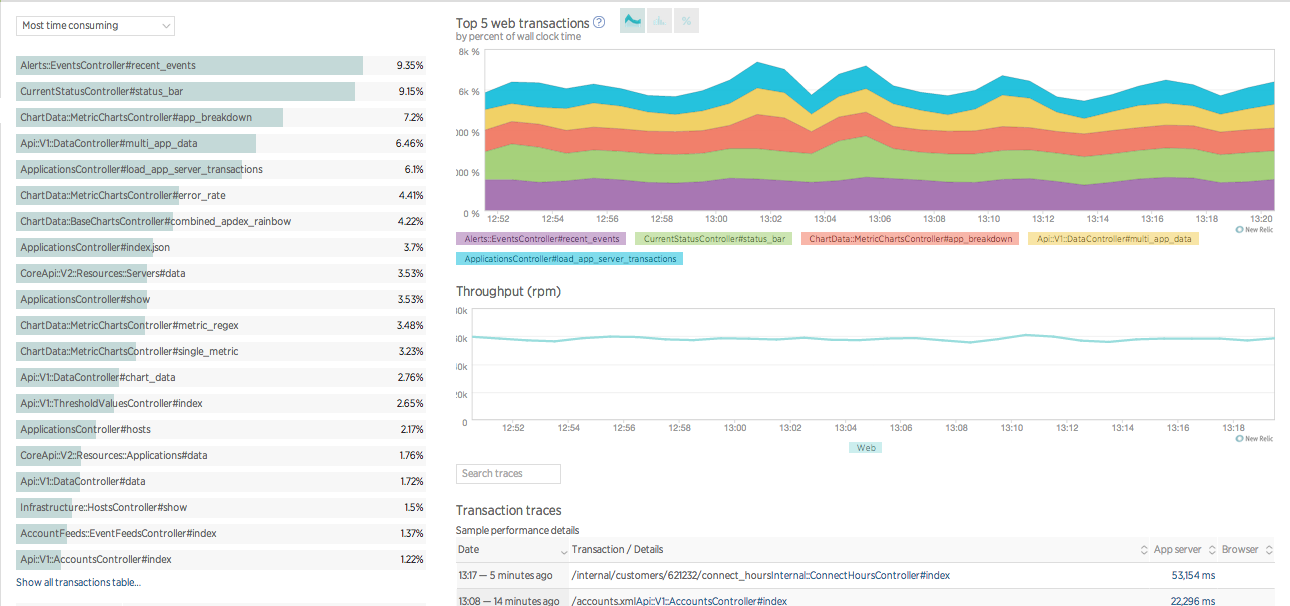 Most time consuming
Alerts::EventsController#recent_events 9.35%
CurrentStatusController#status_bar 9.15%
ChartData::MetricChartsController#app_breakdown 7.2%
Api::V1::DataController#multi_app_data 6.46%
ApplicationsController#load_app_server_transactions 6.1%
ChartData::MetricChartsController#error_rate 4.41%
ChartData::BaseChartsController#combined_apdex_rainbow 4.22%
ApplicationsController#index.json 3.7%
CoreApi::V2::Resources::Servers#data 3.53%
ApplicationsController#show 3.53%
ChartData::MetricChartsController#metric_regex 3.48%
ChartData::MetricChartsController#single_metric 3.23%
Api::V1::DataController#chart_data 2.76%
Api::V1::ThresholdValuesController#index 2.65%
ApplicationsController#hosts 2.17%
CoreApi::V2::Resources::Applications#data 1.76%
Api::V1::DataController#data 1.72%
Infrastructure::HostsController#show 1.5%
AccountFeeds::EventFeedsController#index 1.37%
Api::V1::AccountsController#index 1.22%
Show all transactions table...
Top 5 web transactions ? %
by percent of wall clock time
8k %
6k %
000 %
000 %
0 %
12:52 12:54 12:56 12:58 13:00 13:02 13:04 13:06 13:08 13:10 13:12 13:14 13:16 13:18 13:20
New Relic
Alerts::EventsController#recent_events CurrentStatusController#status_bar ChartData::MetricChartsController#app_breakdown Api::V1::DataController#multi_app_data
ApplicationsController#load_app_server_transactions
Throughput (rpm)
80k
60k
40k
20k
0
12:52 12:54 12:56 12:58 13:00 13:02 13:04 13:06 13:08 13:10 13:12 13:14 13:16 13:18
New Relic
Web
Search traces
Transaction traces
Sample performance details
Date Transaction / Details App server Browser
13:17 — 5 minutes ago /internal/customers/621232/connect_hoursInternal::ConnectHoursController#index 53,154 ms
13:08 — 14 minutes ago /accounts.xmlApi::V1::AccountsController#index 22,296 ms